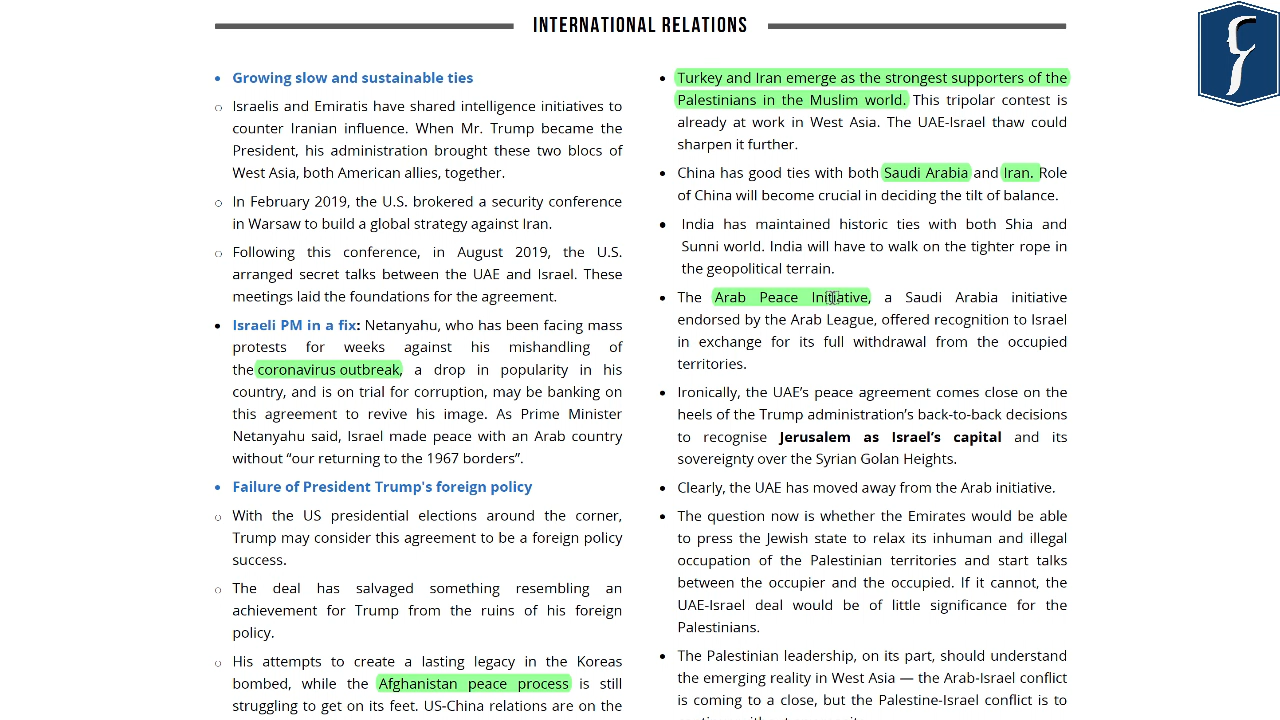 INTERNATIONAL RELATIONS
• Growing slow and sustainable ties
○ Israelis and Emiratis have shared intelligence initiatives to
counter Iranian influence. When Mr. Trump became the
President, his administration brought these two blocs of
West Asia, both American allies, together.
○ In February 2019, the U.S. brokered a security conference
in Warsaw to build a global strategy against Iran.
○ Following this conference, in August 2019, the U.S.
arranged secret talks between the UAE and Israel. These
meetings laid the foundations for the agreement.
• Israeli PM in a fix: Netanyahu, who has been facing mass
protests for weeks against his mishandling of
the coronavirus outbreak, a drop in popularity in his
country, and is on trial for corruption, may be banking on
this agreement to revive his image. As Prime Minister
Netanyahu said, Israel made peace with an Arab country
without “our returning to the 1967 borders”.
• Failure of President Trump's foreign policy
○ With the US presidential elections around the corner,
Trump may consider this agreement to be a foreign policy
success.
○ The deal has salvaged something resembling an
achievement for Trump from the ruins of his foreign
policy.
○ His attempts to create a lasting legacy in the Koreas
bombed, while the Afghanistan peace process is still
struggling to get on its feet. US-China relations are on the
• Turkey and Iran emerge as the strongest supporters of the
Palestinians in the Muslim world. This tripolar contest is
already at work in West Asia. The UAE-Israel thaw could
sharpen it further.
• China has good ties with both Saudi Arabia and Iran. Role
of China will become crucial in deciding the tilt of balance.
• India has maintained historic ties with both Shia and
Sunni world. India will have to walk on the tighter rope in
the geopolitical terrain.
• The Arab Peace Initiative, a Saudi Arabia initiative
endorsed by the Arab League, offered recognition to Israel
in exchange for its full withdrawal from the occupied
territories.
• Ironically, the UAE’s peace agreement comes close on the
heels of the Trump administration’s back-to-back decisions
to recognise Jerusalem as Israel’s capital and its
sovereignty over the Syrian Golan Heights.
• Clearly, the UAE has moved away from the Arab initiative.
• The question now is whether the Emirates would be able
to press the Jewish state to relax its inhuman and illegal
occupation of the Palestinian territories and start talks
between the occupier and the occupied. If it cannot, the
UAE-Israel deal would be of little significance for the
Palestinians.
• The Palestinian leadership, on its part, should understand
the emerging reality in West Asia — the Arab-Israel conflict
is coming to a close, but the Palestine-Israel conflict is to